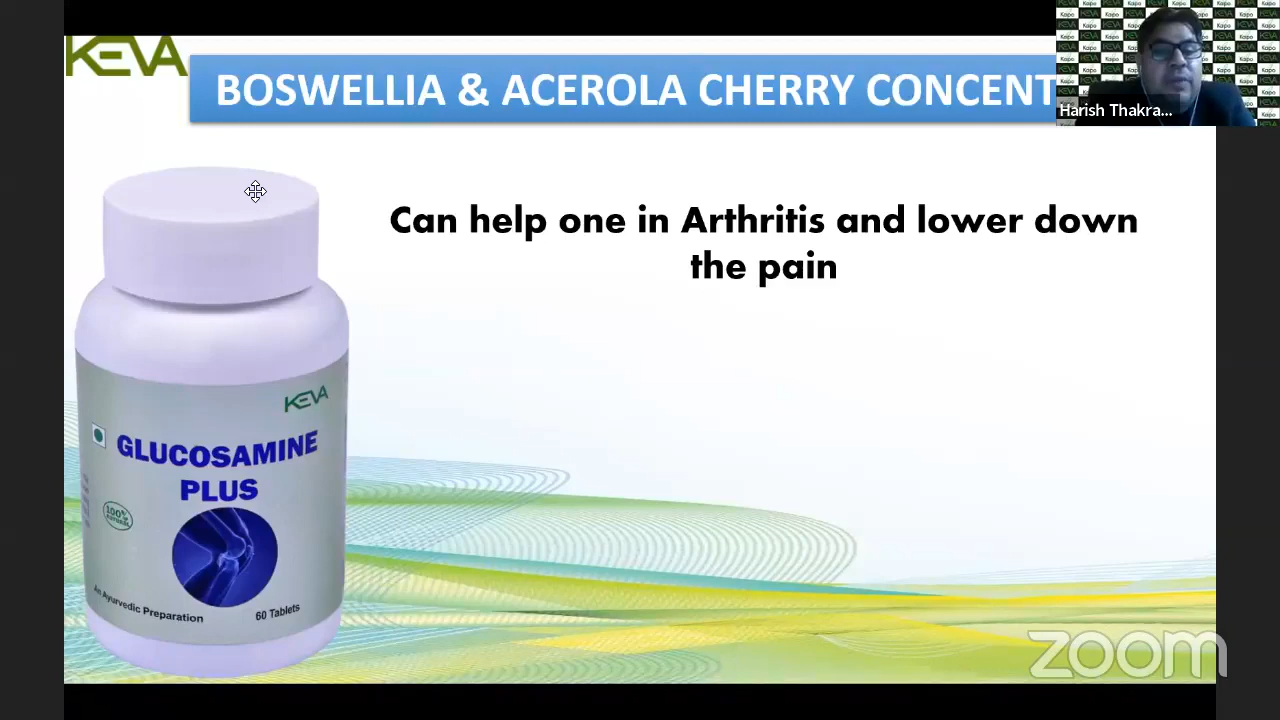 KEVA
BOSWELLIA & ACEROLA CHERRY CONCENT
Harish Thakra...
Can help one in Arthritis and lower down
the pain
KEVA
GLUCOSAMINE
PLUS
100%
NATURAL
An Ayurvedic Preparation
60 Tablets
zoom